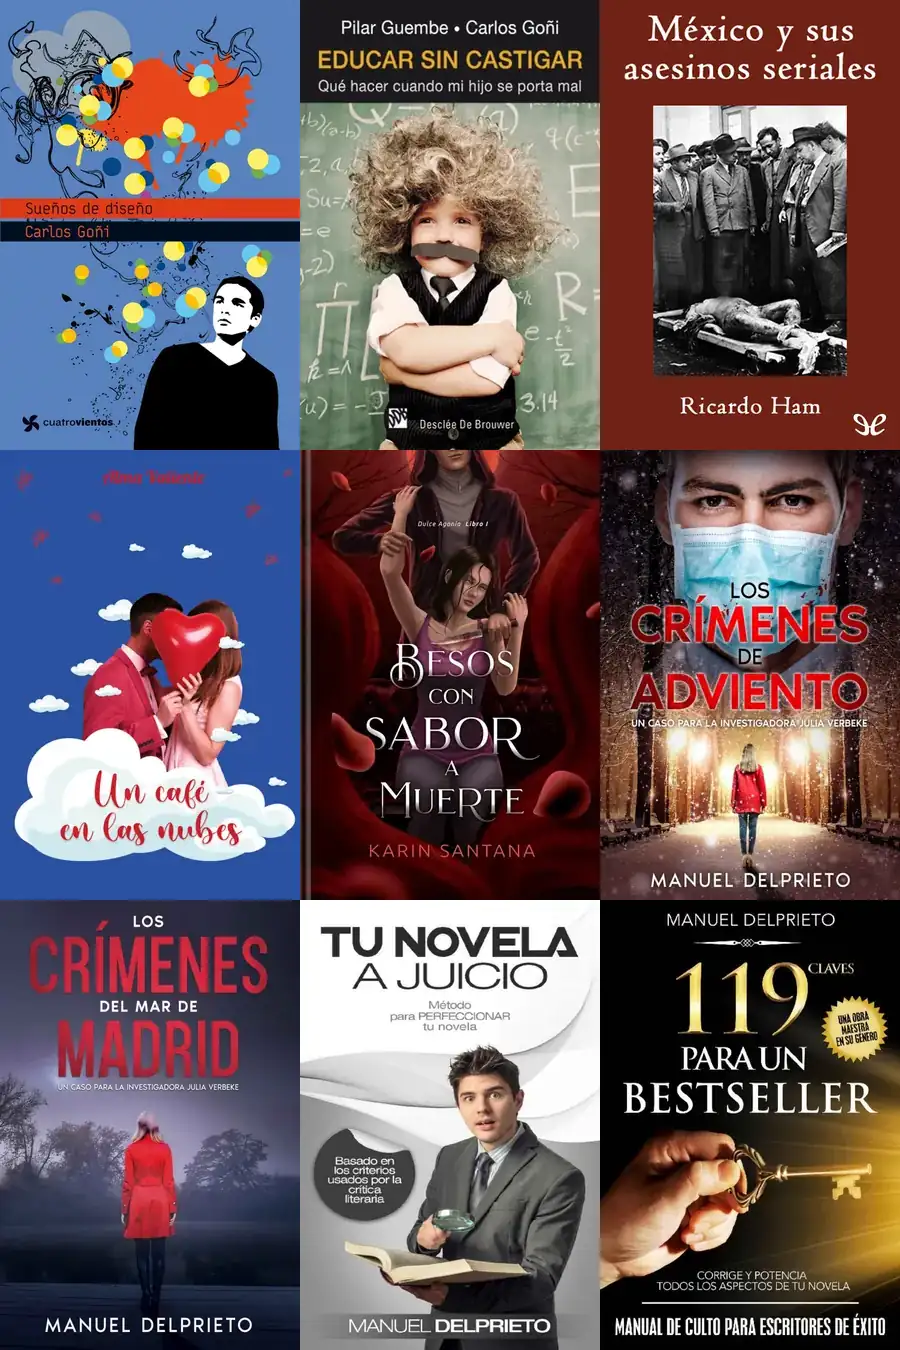 Sueños de diseño
Carlos Goñi
cuatrovientos
Pilar Guembe • Carlos Goñi
EDUCAR SIN CASTIGAR
Qué hacer cuando mi hijo se porta mal
3.14
Desclée De Brouwer
México y sus
asesinos seriales
Ricardo Ham
Un café
en las nubes
Dulce Agonía Libro I
BESOS
CON
SABOR
A
MUERTE
KARIN SANTANA
LOS
CRÍMENES
DE
ADVIENTO
UN CASO PARA LA INVESTIGADORA JULIA VERBEKE
MANUEL DELPRIETO
LOS
CRÍMENES
DEL MAR DE
MADRID
UN CASO PARA LA INVESTIGADORA JULIA VERBEKE
MANUEL DELPRIETO
TU NOVELA
A JUICIO
Método
para PERFECCIONAR
tu novela
Basado en
los criterios
usados por la
crítica
literaria
MANUEL DELPRIETO
MANUEL DELPRIETO
119 CLAVES
UNA OBRA
MAESTRA
EN SU GÉNERO
PARA UN
BESTSELLER
CORRIGE Y POTENCIA
TODOS LOS ASPECTOS DE TU NOVELA
MANUAL DE CULTO PARA ESCRITORES DE ÉXITO